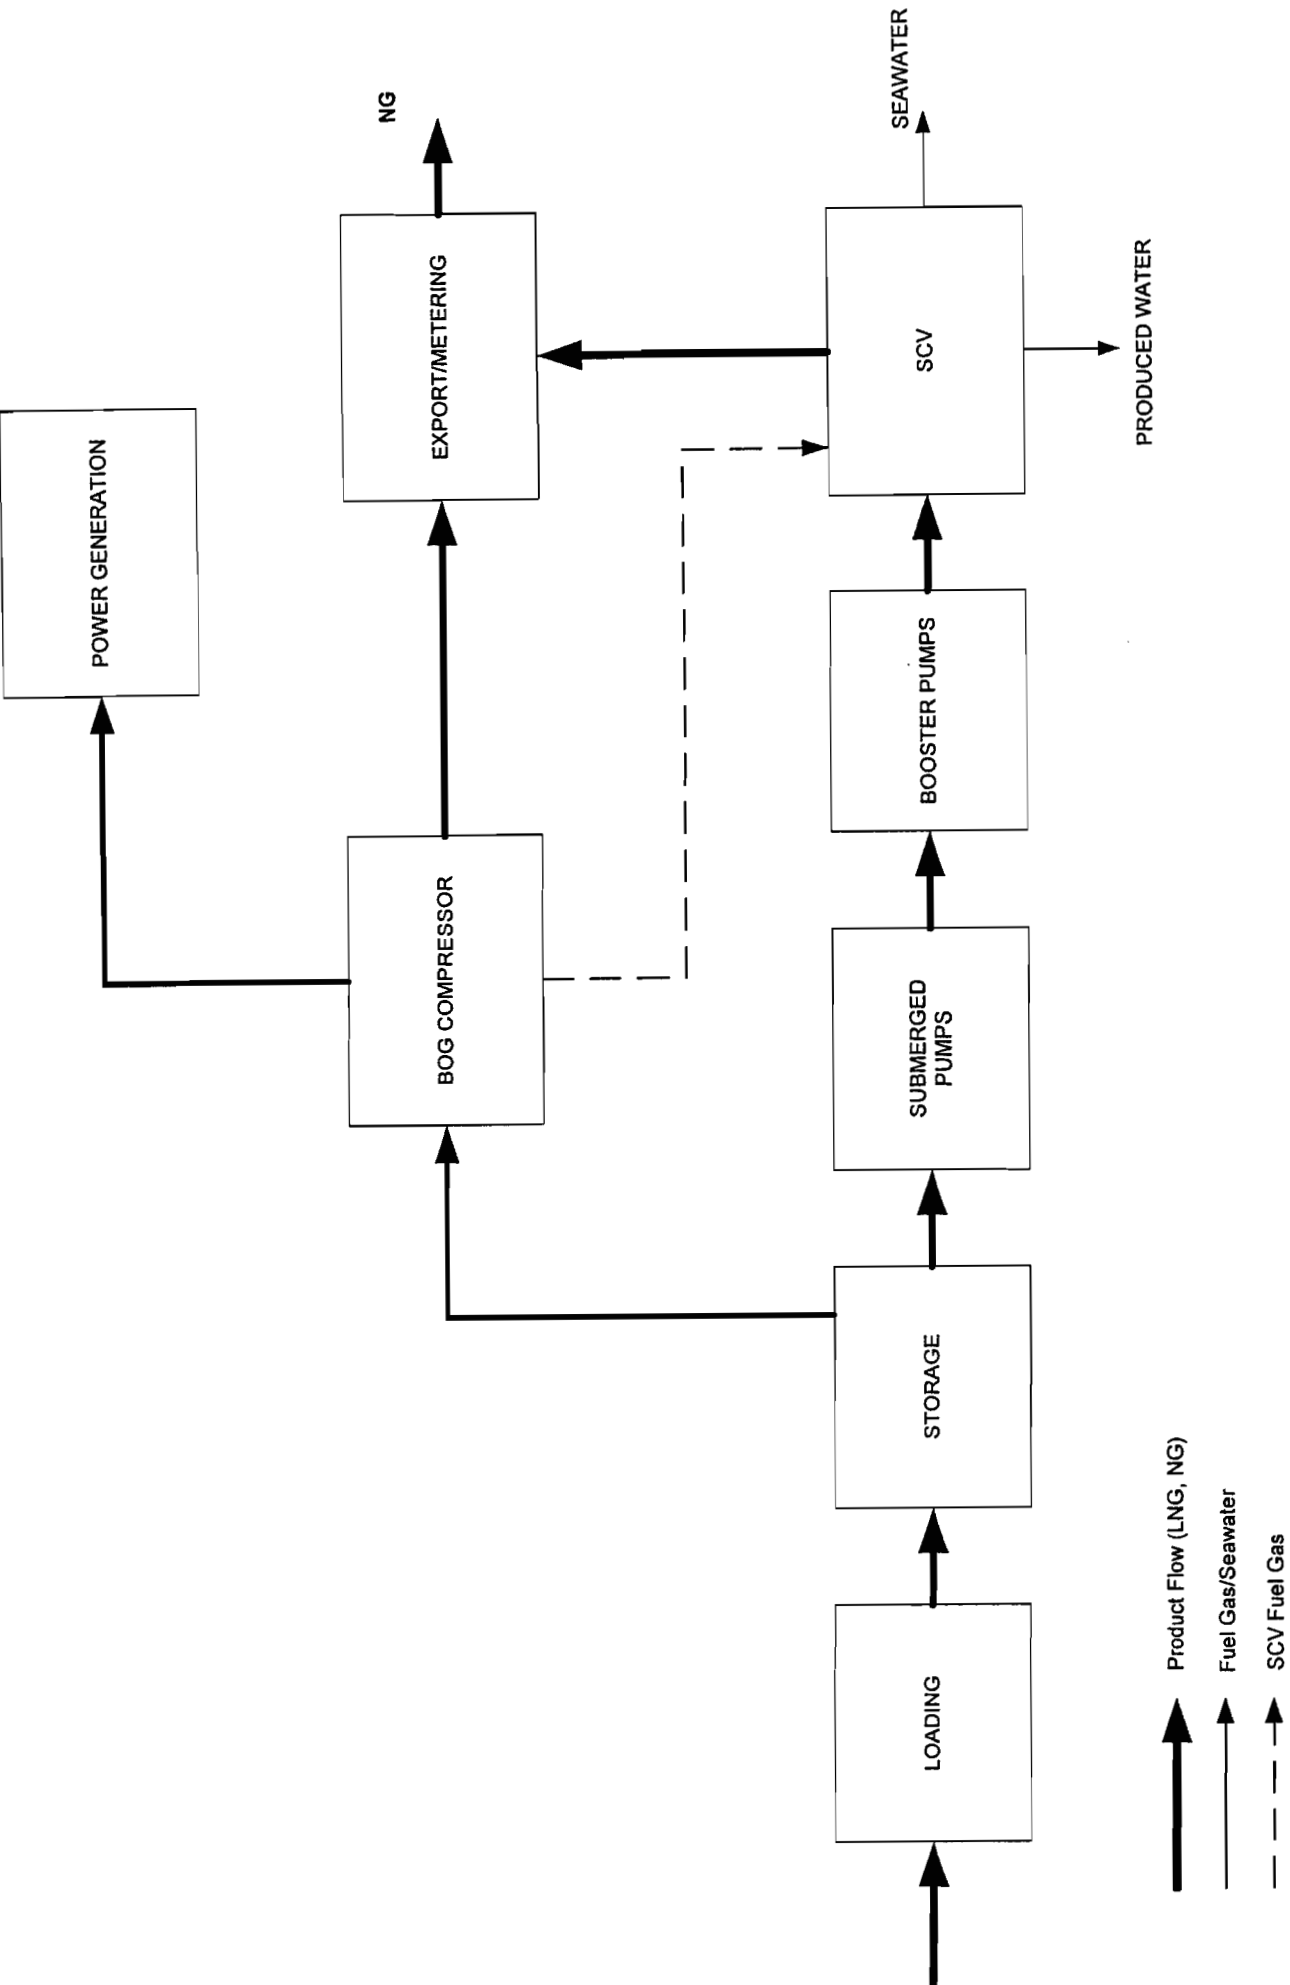 POWER GENERATION
NG
EXPORT/METERING
BOG COMPRESSOR
SEAWATER
SCV
PRODUCED WATER
BOOSTER PUMPS
SUBMERGED
PUMPS
STORAGE
LOADING
Product Flow (LNG, NG)
Fuel Gas/Seawater
SCV Fuel Gas